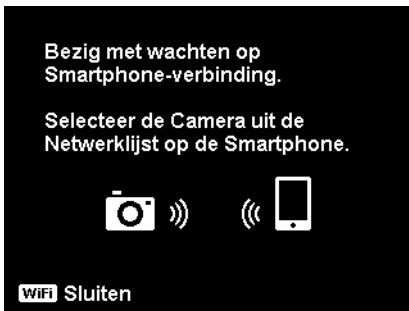 Bezig met wachten op
Smartphone-verbinding.
Selecteer de Camera uit de
Netwerklijst op de Smartphone.
WiFi Sluiten